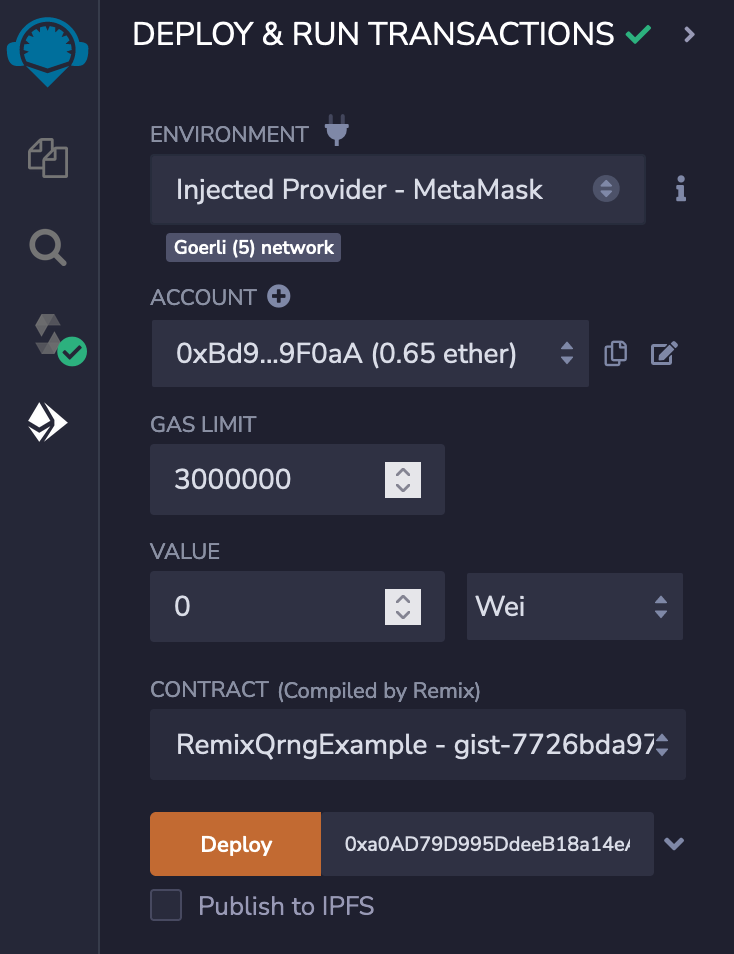 DEPLOY & RUN TRANSACTIONS
ENVIRONMENT
Injected Provider - MetaMask
Goerli (5) network
ACCOUNT
0xBd9...9F0aA (0.65 ether)
GAS LIMIT
3000000
VALUE
0 Wei
CONTRACT (Compiled by Remix)
RemixQrngExample - gist-7726bda97
Deploy 0xa0AD79D995DdeeB18a14eA
Publish to IPFS